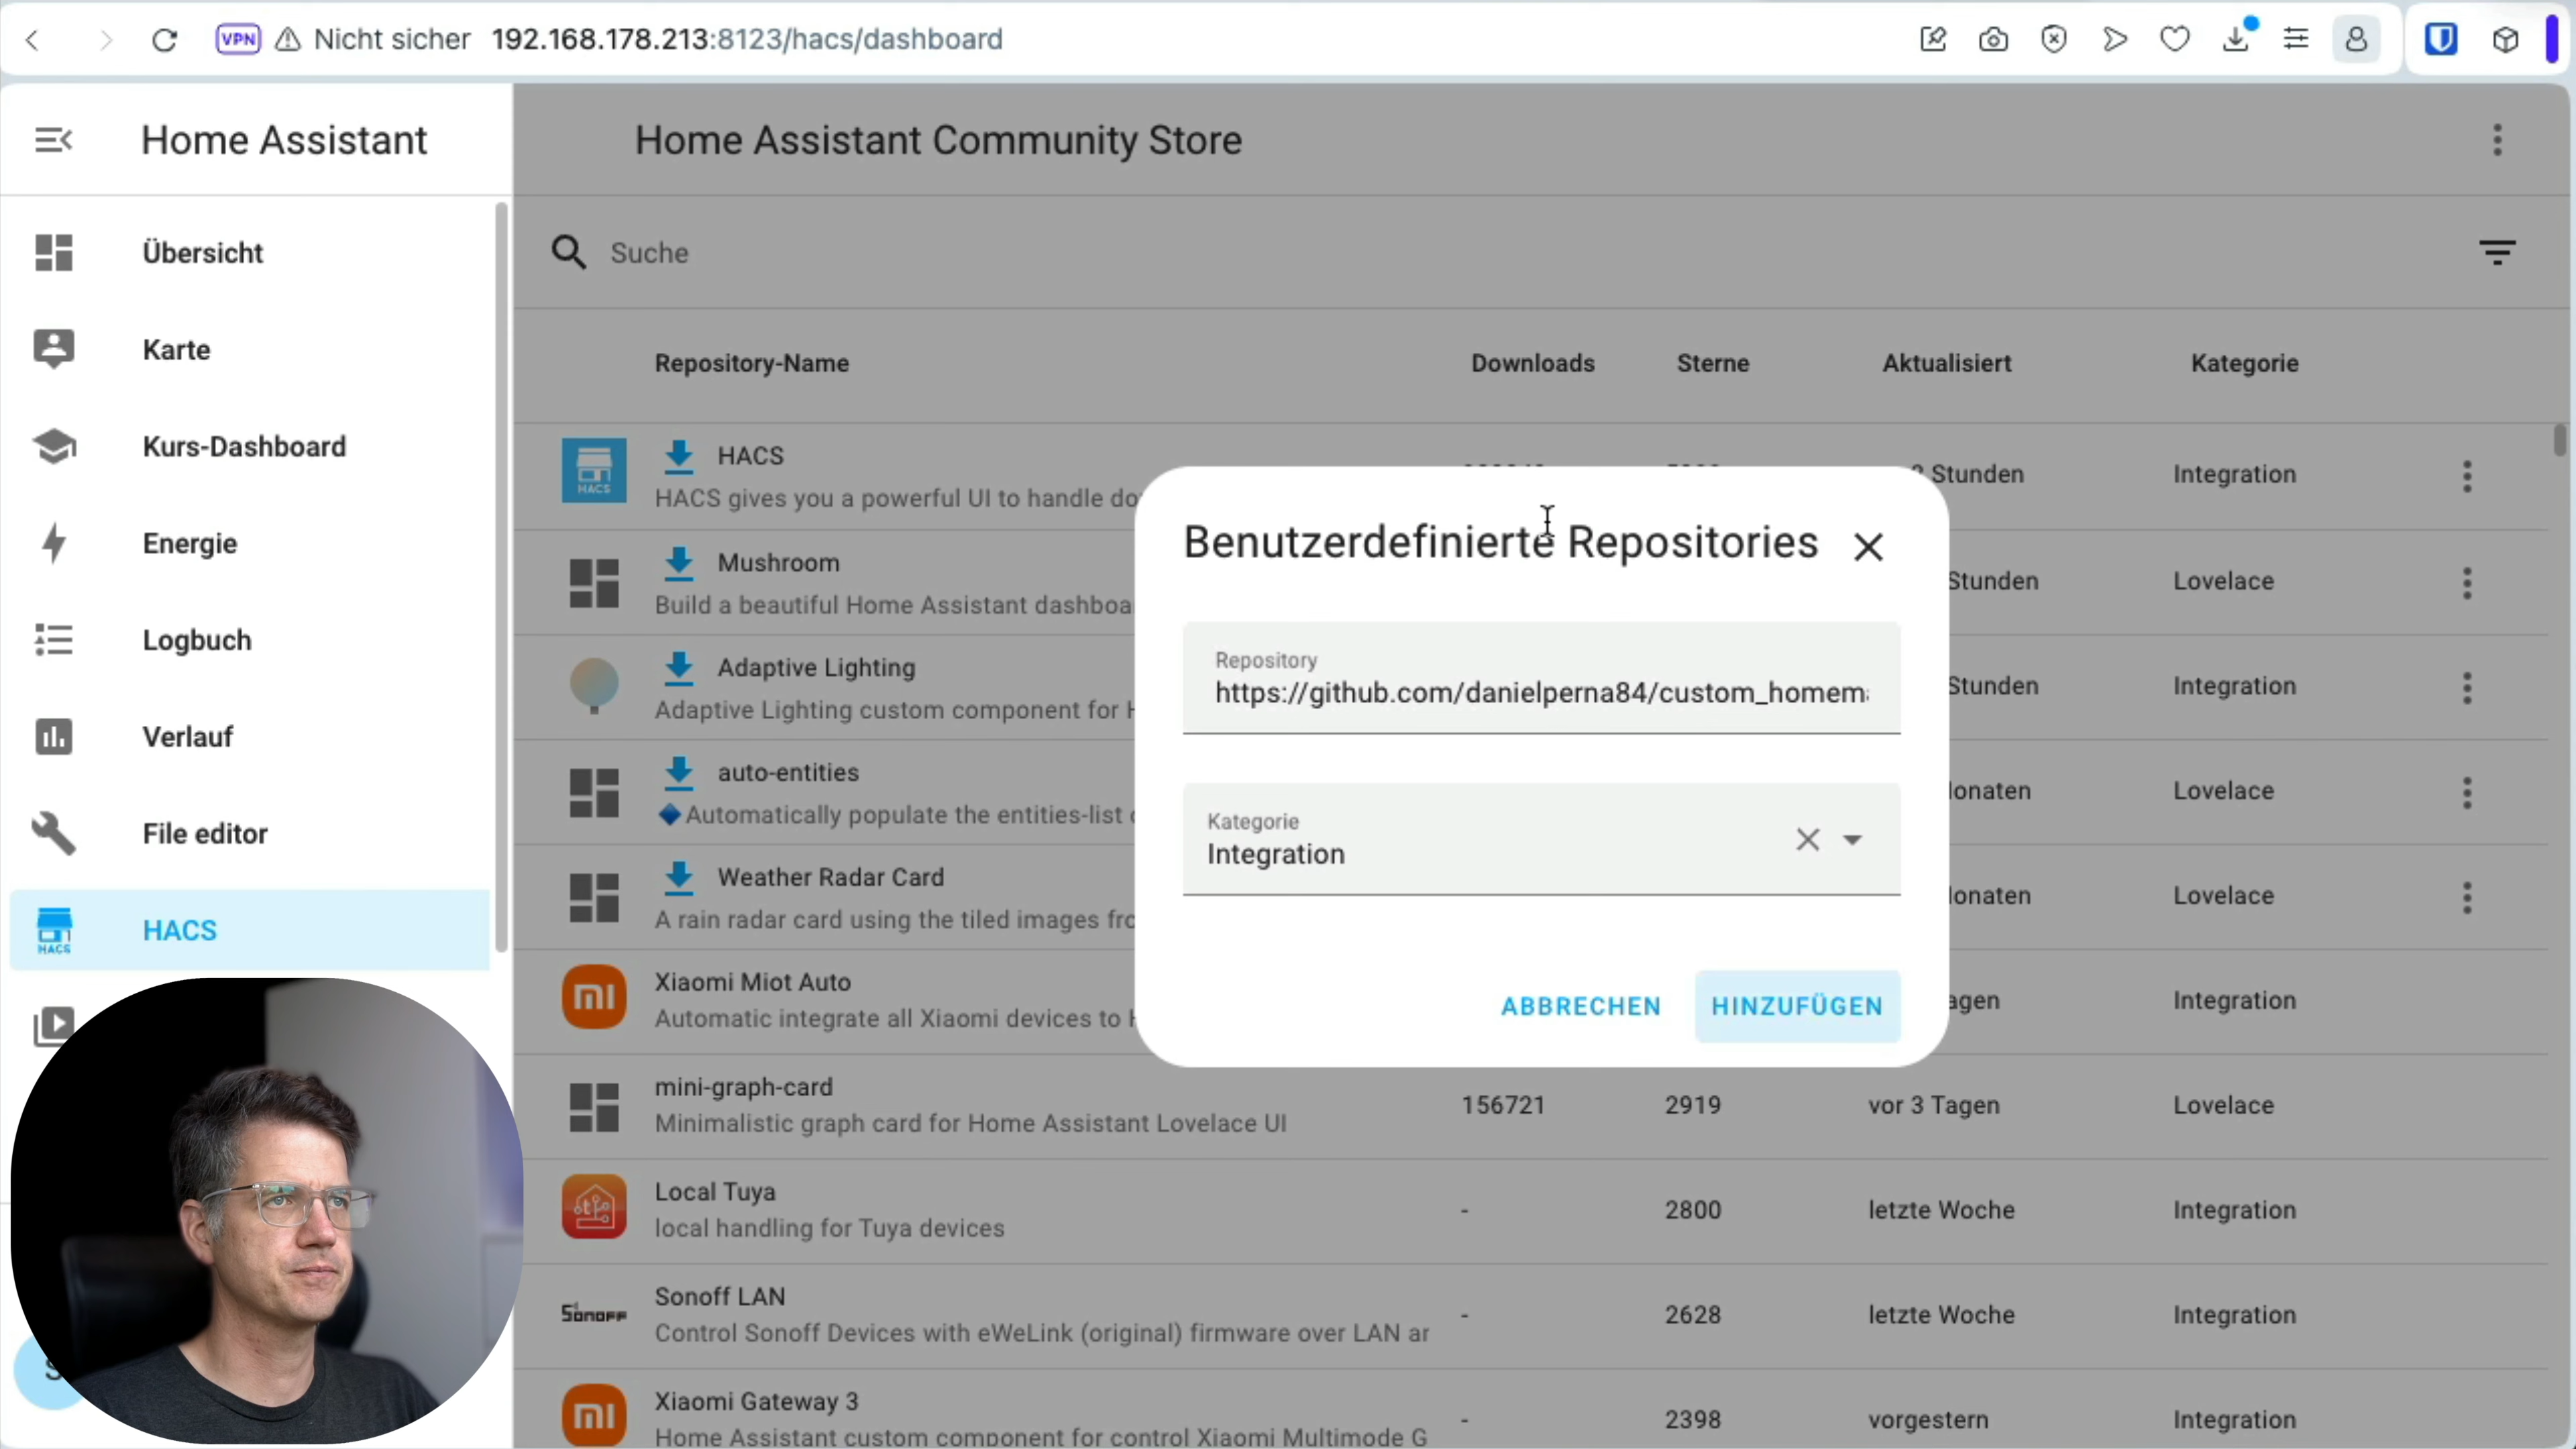 VPN Nicht sicher 192.168.178.213:8123/hacs/dashboard
Home Assistant
Übersicht
Karte
Kurs-Dashboard
Energie
Logbuch
Verlauf
File editor
HACS
HACS
Home Assistant Community Store
Suche
Repository-Name Downloads Sterne Aktualisiert Kategorie
HACS
HACS
HACS gives you a powerful UI to handle do
Stunden
Integration
Mushroom
Build a beautiful Home Assistant dashboa
Stunden
Lovelace
Adaptive Lighting
Adaptive Lighting custom component for H
Stunden
Integration
auto-entities
Automatically populate the entities-list
onaten
Lovelace
Weather Radar Card
A rain radar card using the tiled images fro
onaten
Lovelace
Xiaomi Miot Auto
Automatic integrate all Xiaomi devices to H
agen
Integration
mini-graph-card
Minimalistic graph card for Home Assistant Lovelace UI
156721 2919 vor 3 Tagen Lovelace
Local Tuya
local handling for Tuya devices
- 2800 letzte Woche Integration
SONOFF
Sonoff LAN
Control Sonoff Devices with eWeLink (original) firmware over LAN ar
- 2628 letzte Woche Integration
Xiaomi Gateway 3
Home Assistant custom component for control Xiaomi Multimode G
- 2398 vorgestern Integration
Benutzerdefinierte Repositories
Repository
https://github.com/danielperna84/custom_homema
Kategorie
Integration
ABBRECHEN HINZUFÜGEN